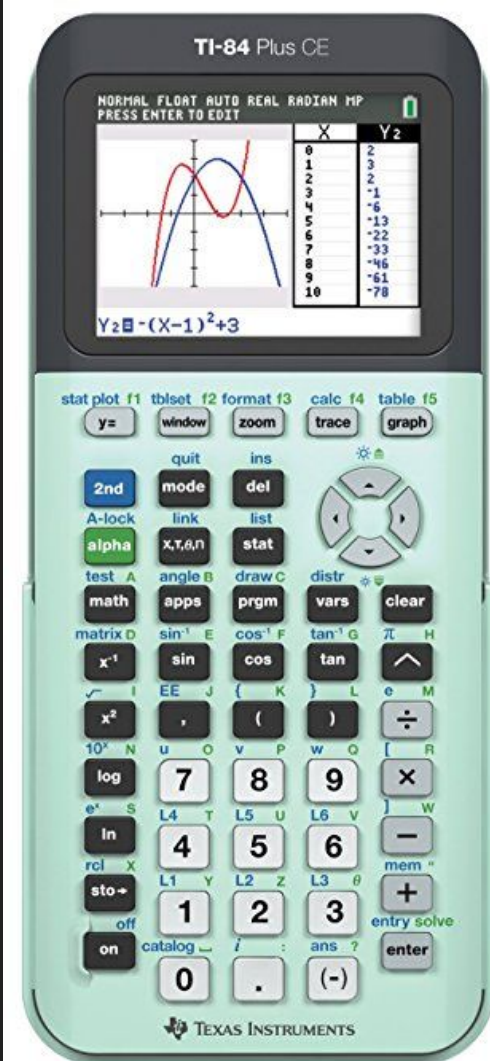 TI-84 Plus CE
NORMAL FLOAT AUTO REAL RADIAN MP
PRESS ENTER TO EDIT
X Y2
0 2
1 3
2 2
3 -1
4 -6
5 -13
6 -22
7 -33
8 -46
9 -61
10 -78
Y2=-(X-1)²+3
stat plot f1 tblset f2 format f3 calc f4 table f5
y= window zoom trace graph
quit ins
2nd mode del
A-lock link list
alpha X,T,θ,n stat
test A angle B draw C distr
math apps prgm vars clear
matrix D sin⁻¹ E cos⁻¹ F tan⁻¹ G π H
x⁻¹ sin cos tan ^
√ I EE J { K } L e M
x² , ( ) ÷
10ˣ N u O v P w Q [ R
log 7 8 9 ×
eˣ S L4 T L5 U L6 V ] W
ln 4 5 6 −
rcl X L1 Y L2 Z L3 θ mem "
sto→ 1 2 3 +
off catalog ⎵ i : ans ? entry solve
on 0 . (-) enter
TEXAS INSTRUMENTS